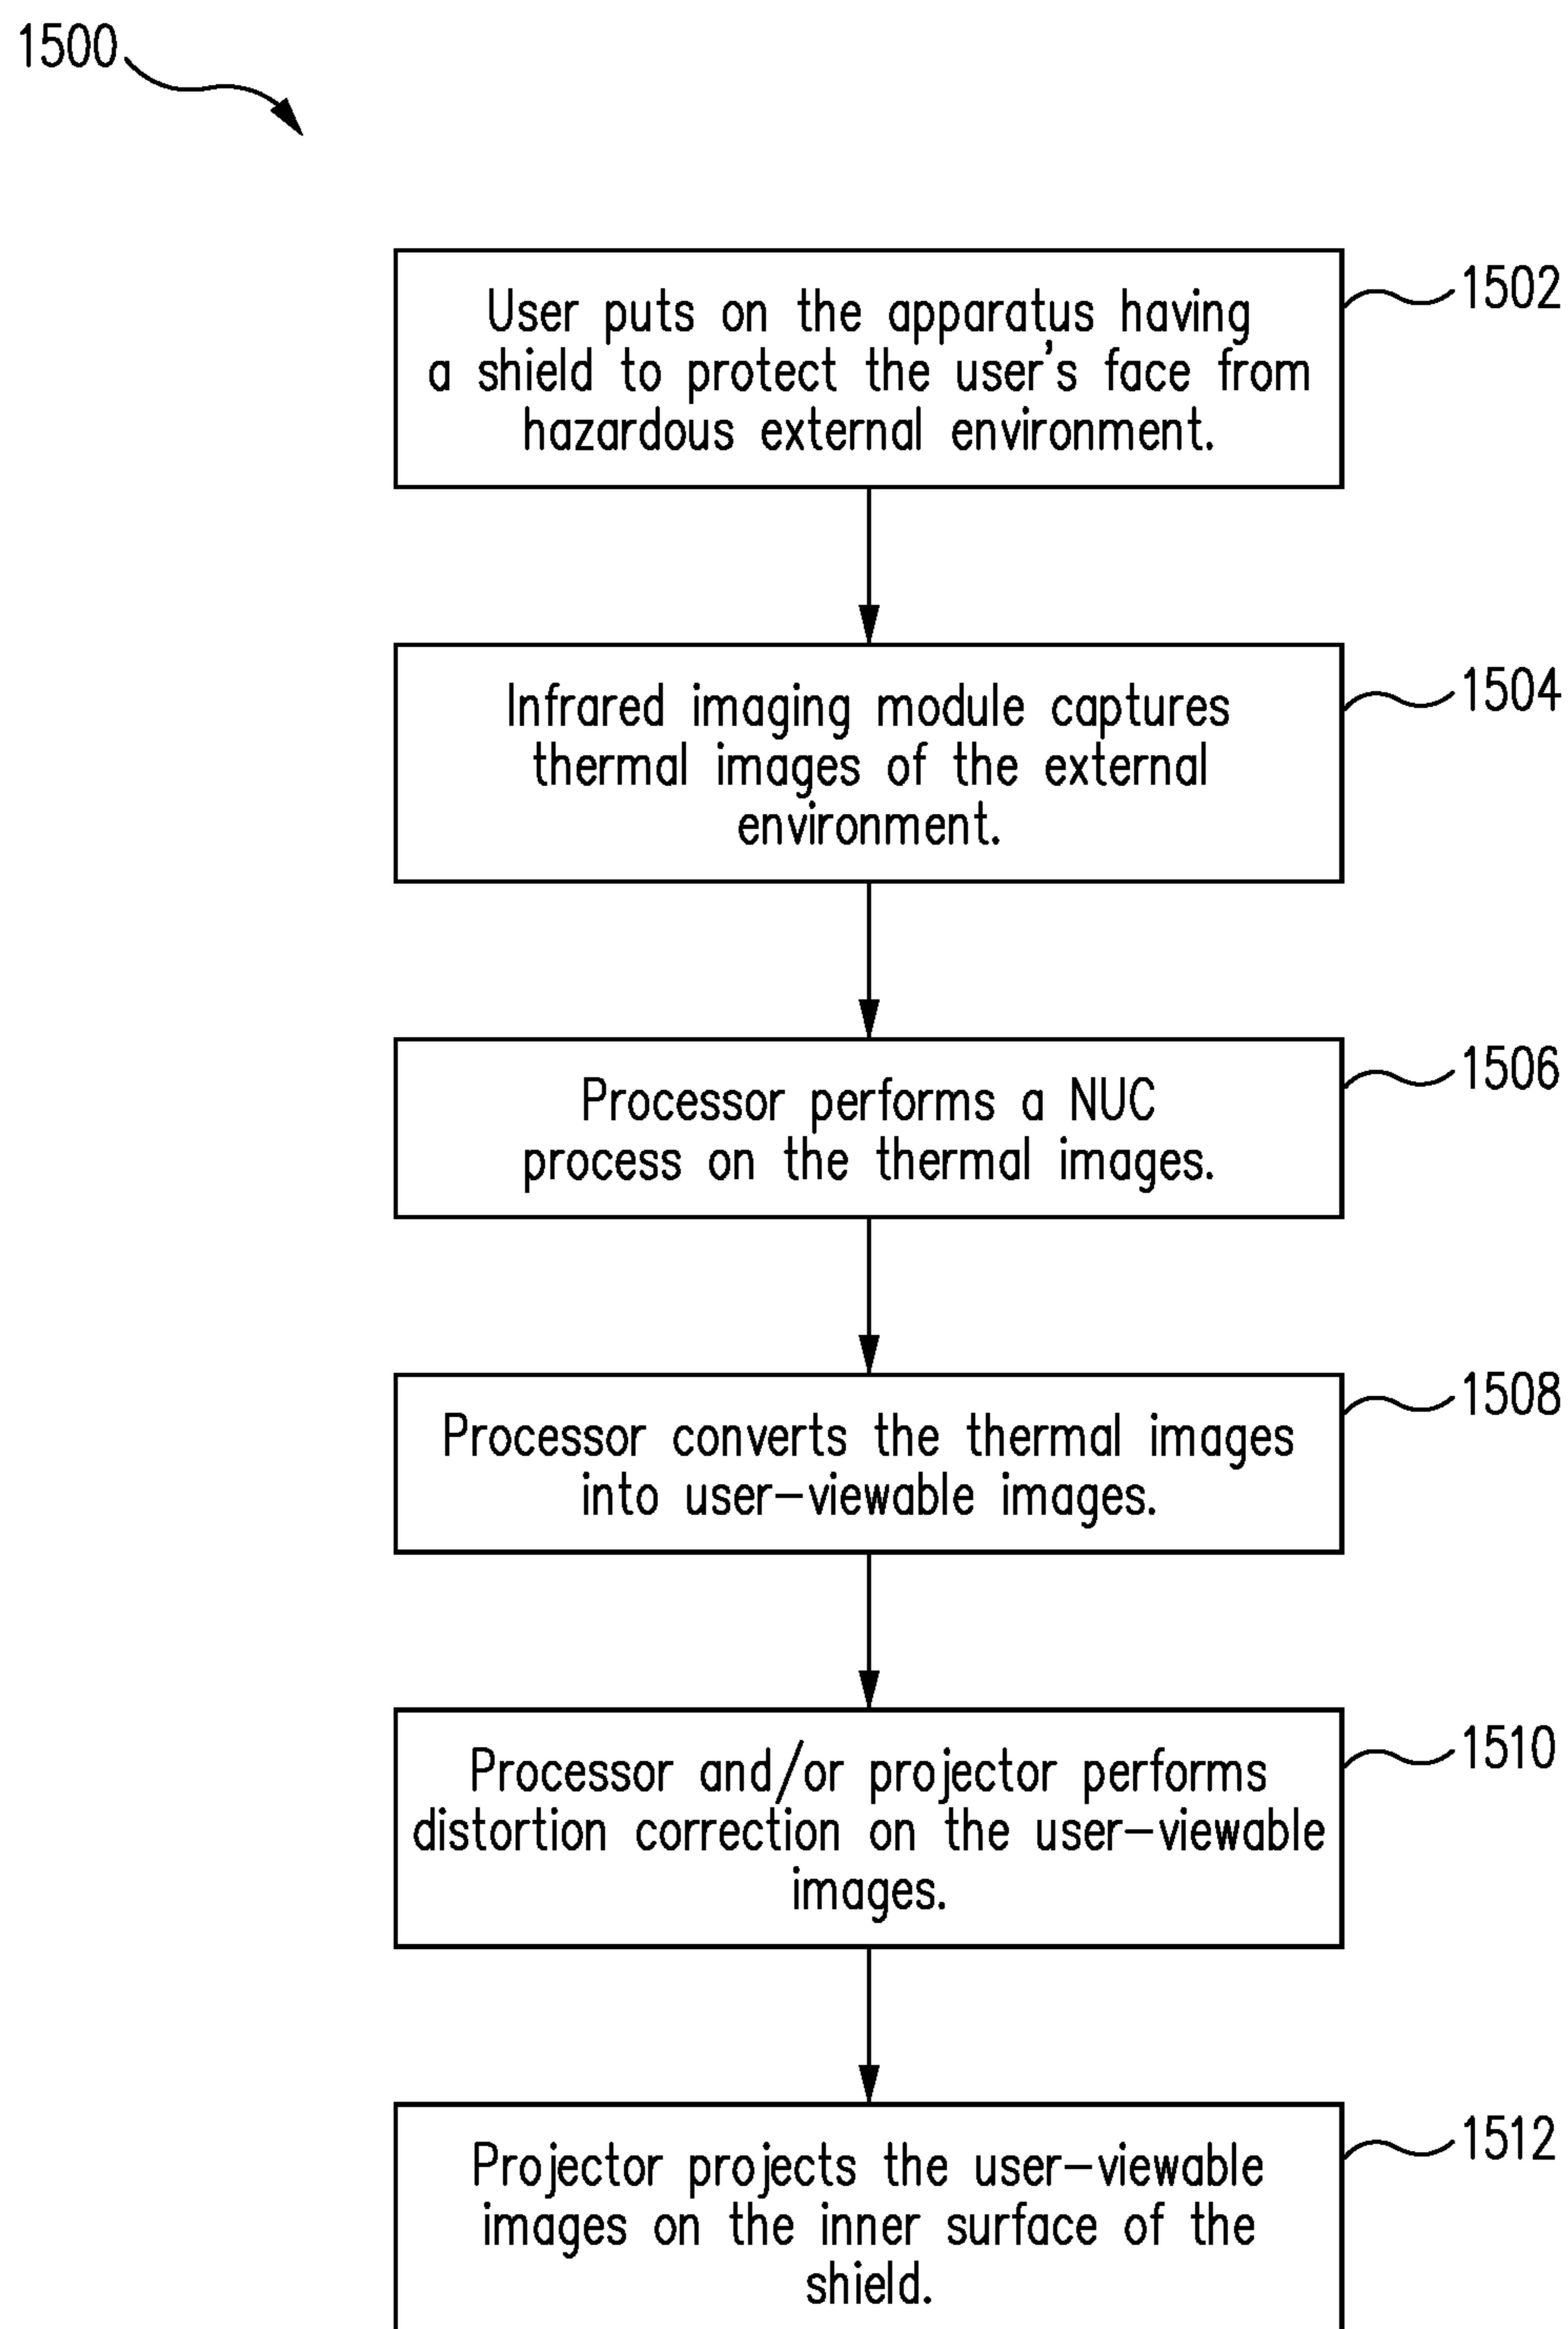 1500
User puts on the apparatus having
a shield to protect the user's face from
hazardous external environment.
1502
Infrared imaging module captures
thermal images of the external
environment.
1504
Processor performs a NUC
process on the thermal images.
1506
Processor converts the thermal images
into user-viewable images.
1508
Processor and/or projector performs
distortion correction on the user-viewable
images.
1510
Projector projects the user-viewable
images on the inner surface of the
shield.
1512